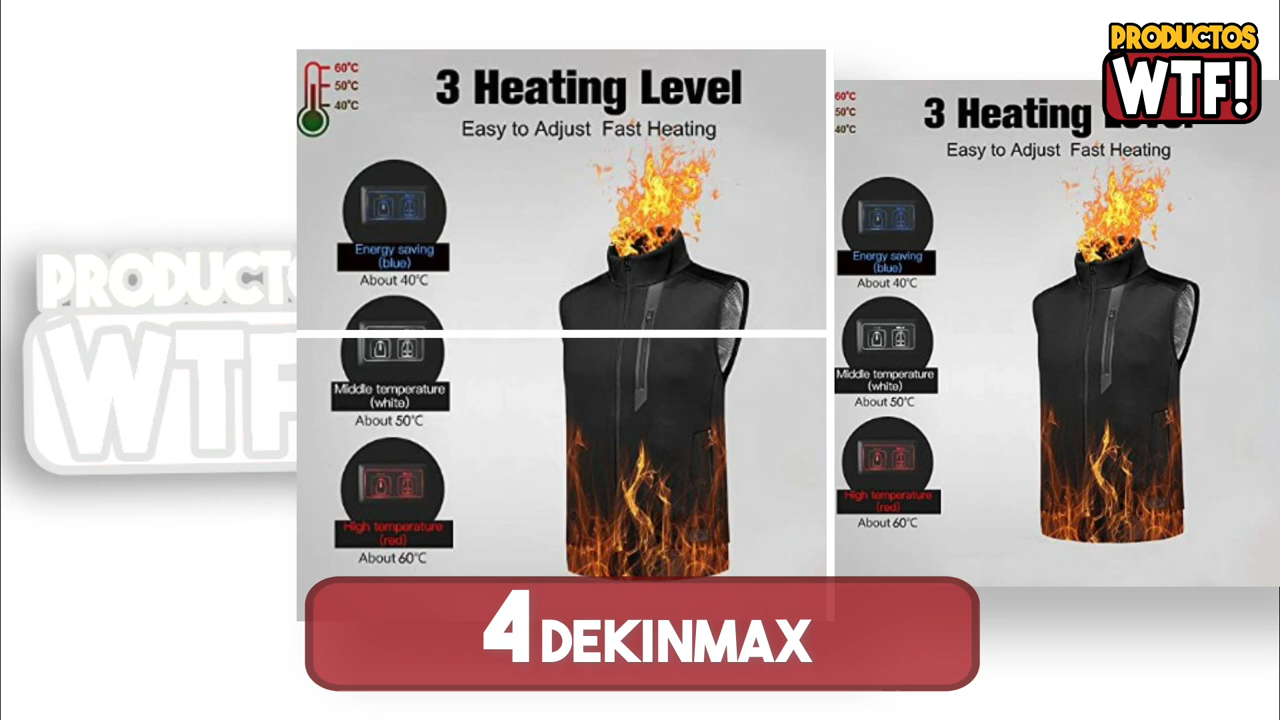 PRODUCTOS
WTF!
60°C
50°C
40°C
3 Heating Level
Easy to Adjust Fast Heating
Energy saving
(blue)
About 40°C
Middle temperature
(white)
About 50°C
High temperature
(red)
About 60°C
60°C
50°C
40°C
3 Heating Level
Easy to Adjust Fast Heating
Energy saving
(blue)
About 40°C
Middle temperature
(white)
About 50°C
High temperature
(red)
About 60°C
PRODUCTO
WTF
4 DEKINMAX